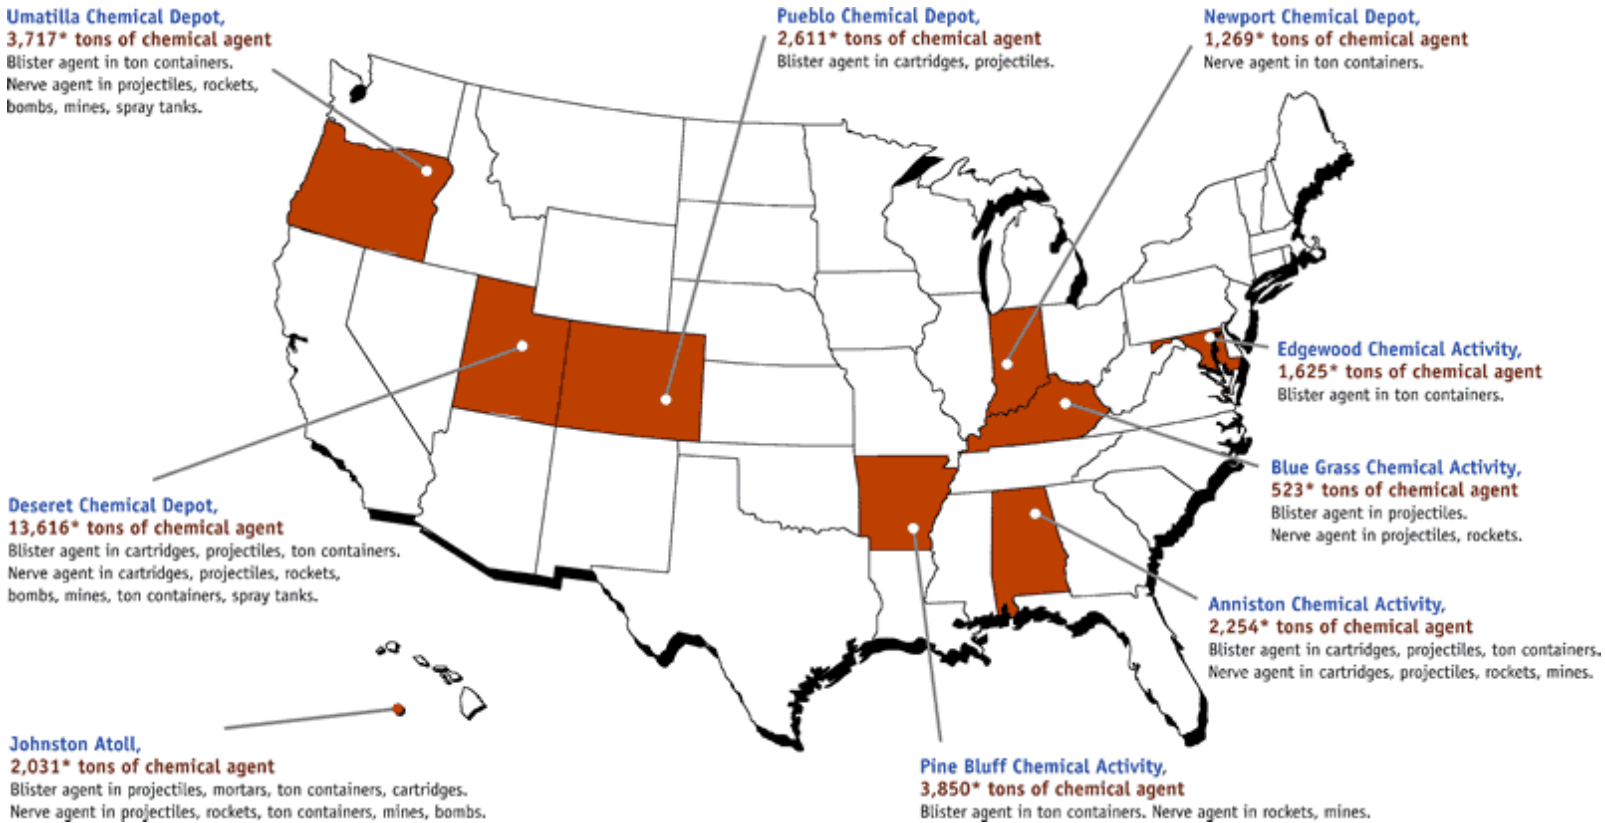 Umatilla Chemical Depot,
3,717* tons of chemical agent
Blister agent in ton containers.
Nerve agent in projectiles, rockets,
bombs, mines, spray tanks.
Pueblo Chemical Depot,
2,611* tons of chemical agent
Blister agent in cartridges, projectiles.
Newport Chemical Depot,
1,269* tons of chemical agent
Nerve agent in ton containers.
Edgewood Chemical Activity,
1,625* tons of chemical agent
Blister agent in ton containers.
Blue Grass Chemical Activity,
523* tons of chemical agent
Blister agent in projectiles.
Nerve agent in projectiles, rockets.
Deseret Chemical Depot,
13,616* tons of chemical agent
Blister agent in cartridges, projectiles, ton containers.
Nerve agent in cartridges, projectiles, rockets,
bombs, mines, ton containers, spray tanks.
Anniston Chemical Activity,
2,254* tons of chemical agent
Blister agent in cartridges, projectiles, ton containers.
Nerve agent in cartridges, projectiles, rockets, mines.
Johnston Atoll,
2,031* tons of chemical agent
Blister agent in projectiles, mortars, ton containers, cartridges.
Nerve agent in projectiles, rockets, ton containers, mines, bombs.
Pine Bluff Chemical Activity,
3,850* tons of chemical agent
Blister agent in ton containers. Nerve agent in rockets, mines.